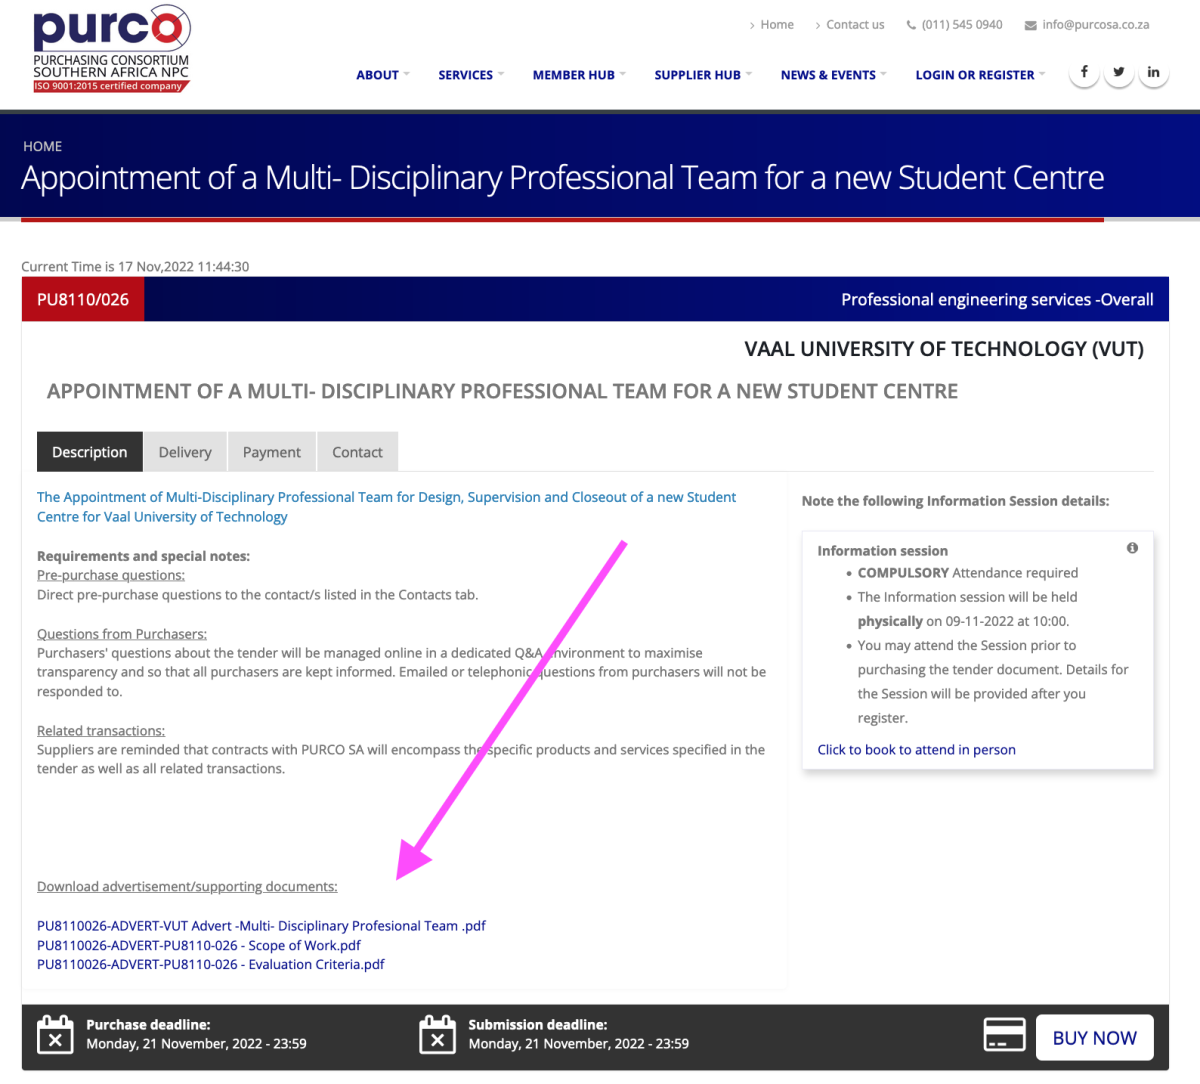 purco
PURCHASING CONSORTIUM
SOUTHERN AFRICA NPC
ISO 9001:2015 certified company
Home
Contact us
(011) 545 0940
info@purcosa.co.za
ABOUT
SERVICES
MEMBER HUB
SUPPLIER HUB
NEWS & EVENTS
LOGIN OR REGISTER
HOME
Appointment of a Multi- Disciplinary Professional Team for a new Student Centre
Current Time is 17 Nov,2022 11:44:30
PU8110/026
Professional engineering services -Overall
VAAL UNIVERSITY OF TECHNOLOGY (VUT)
APPOINTMENT OF A MULTI- DISCIPLINARY PROFESSIONAL TEAM FOR A NEW STUDENT CENTRE
Description
Delivery
Payment
Contact
The Appointment of Multi-Disciplinary Professional Team for Design, Supervision and Closeout of a new Student
Centre for Vaal University of Technology
Requirements and special notes:
Pre-purchase questions:
Direct pre-purchase questions to the contact/s listed in the Contacts tab.
Questions from Purchasers:
Purchasers' questions about the tender will be managed online in a dedicated Q&A environment to maximise
transparency and so that all purchasers are kept informed. Emailed or telephonic questions from purchasers will not be
responded to.
Related transactions:
Suppliers are reminded that contracts with PURCO SA will encompass the specific products and services specified in the
tender as well as all related transactions.
Download advertisement/supporting documents:
PU8110026-ADVERT-VUT Advert -Multi- Disciplinary Profesional Team .pdf
PU8110026-ADVERT-PU8110-026 - Scope of Work.pdf
PU8110026-ADVERT-PU8110-026 - Evaluation Criteria.pdf
Note the following Information Session details:
Information session
COMPULSORY Attendance required
The Information session will be held
physically on 09-11-2022 at 10:00.
You may attend the Session prior to
purchasing the tender document. Details for
the Session will be provided after you
register.
Click to book to attend in person
Purchase deadline:
Monday, 21 November, 2022 - 23:59
Submission deadline:
Monday, 21 November, 2022 - 23:59
BUY NOW